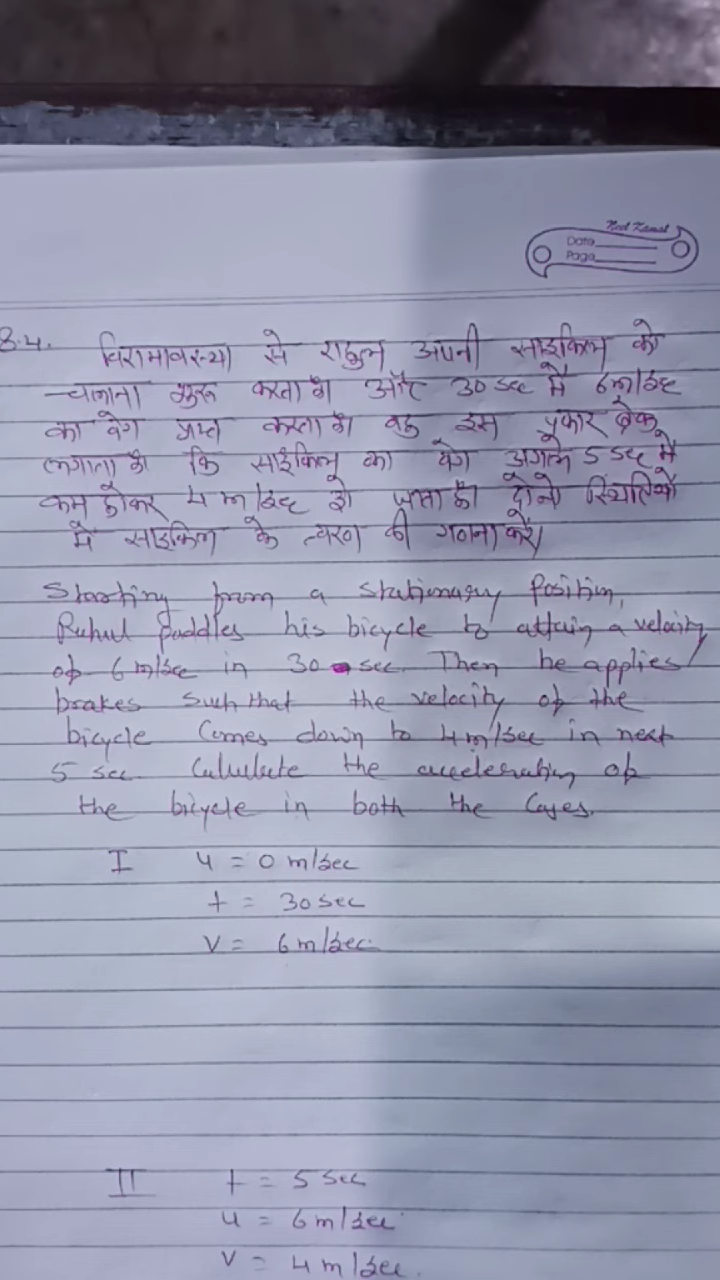 Red Kamal
Date
Page
8.4. विरामावस्था से राहुल अपनी साइकिल को
चलाना शुरू करता है और 30 sec में 6m/sec
का वेग प्राप्त करता है। वह इस प्रकार ब्रेक
लगाता है कि साइकिल का वेग अगले 5 sec में
कम होकर 4 m/sec हो जाता है। दोनो स्थितियों
में साइकिल के त्वरण की गणना करें।
Starting from a stationary position,
Rahul paddles his bicycle to attain a velocity
of 6m/sec in 30 sec. Then he applies
brakes such that the velocity of the
bicycle comes down to 4m/sec in next
5 sec. Calculate the acceleration of
the bicycle in both the Cases.
I u = 0 m/sec
t = 30 sec
v = 6 m/sec.
II t = 5 sec
u = 6 m/sec
v = 4 m/sec.